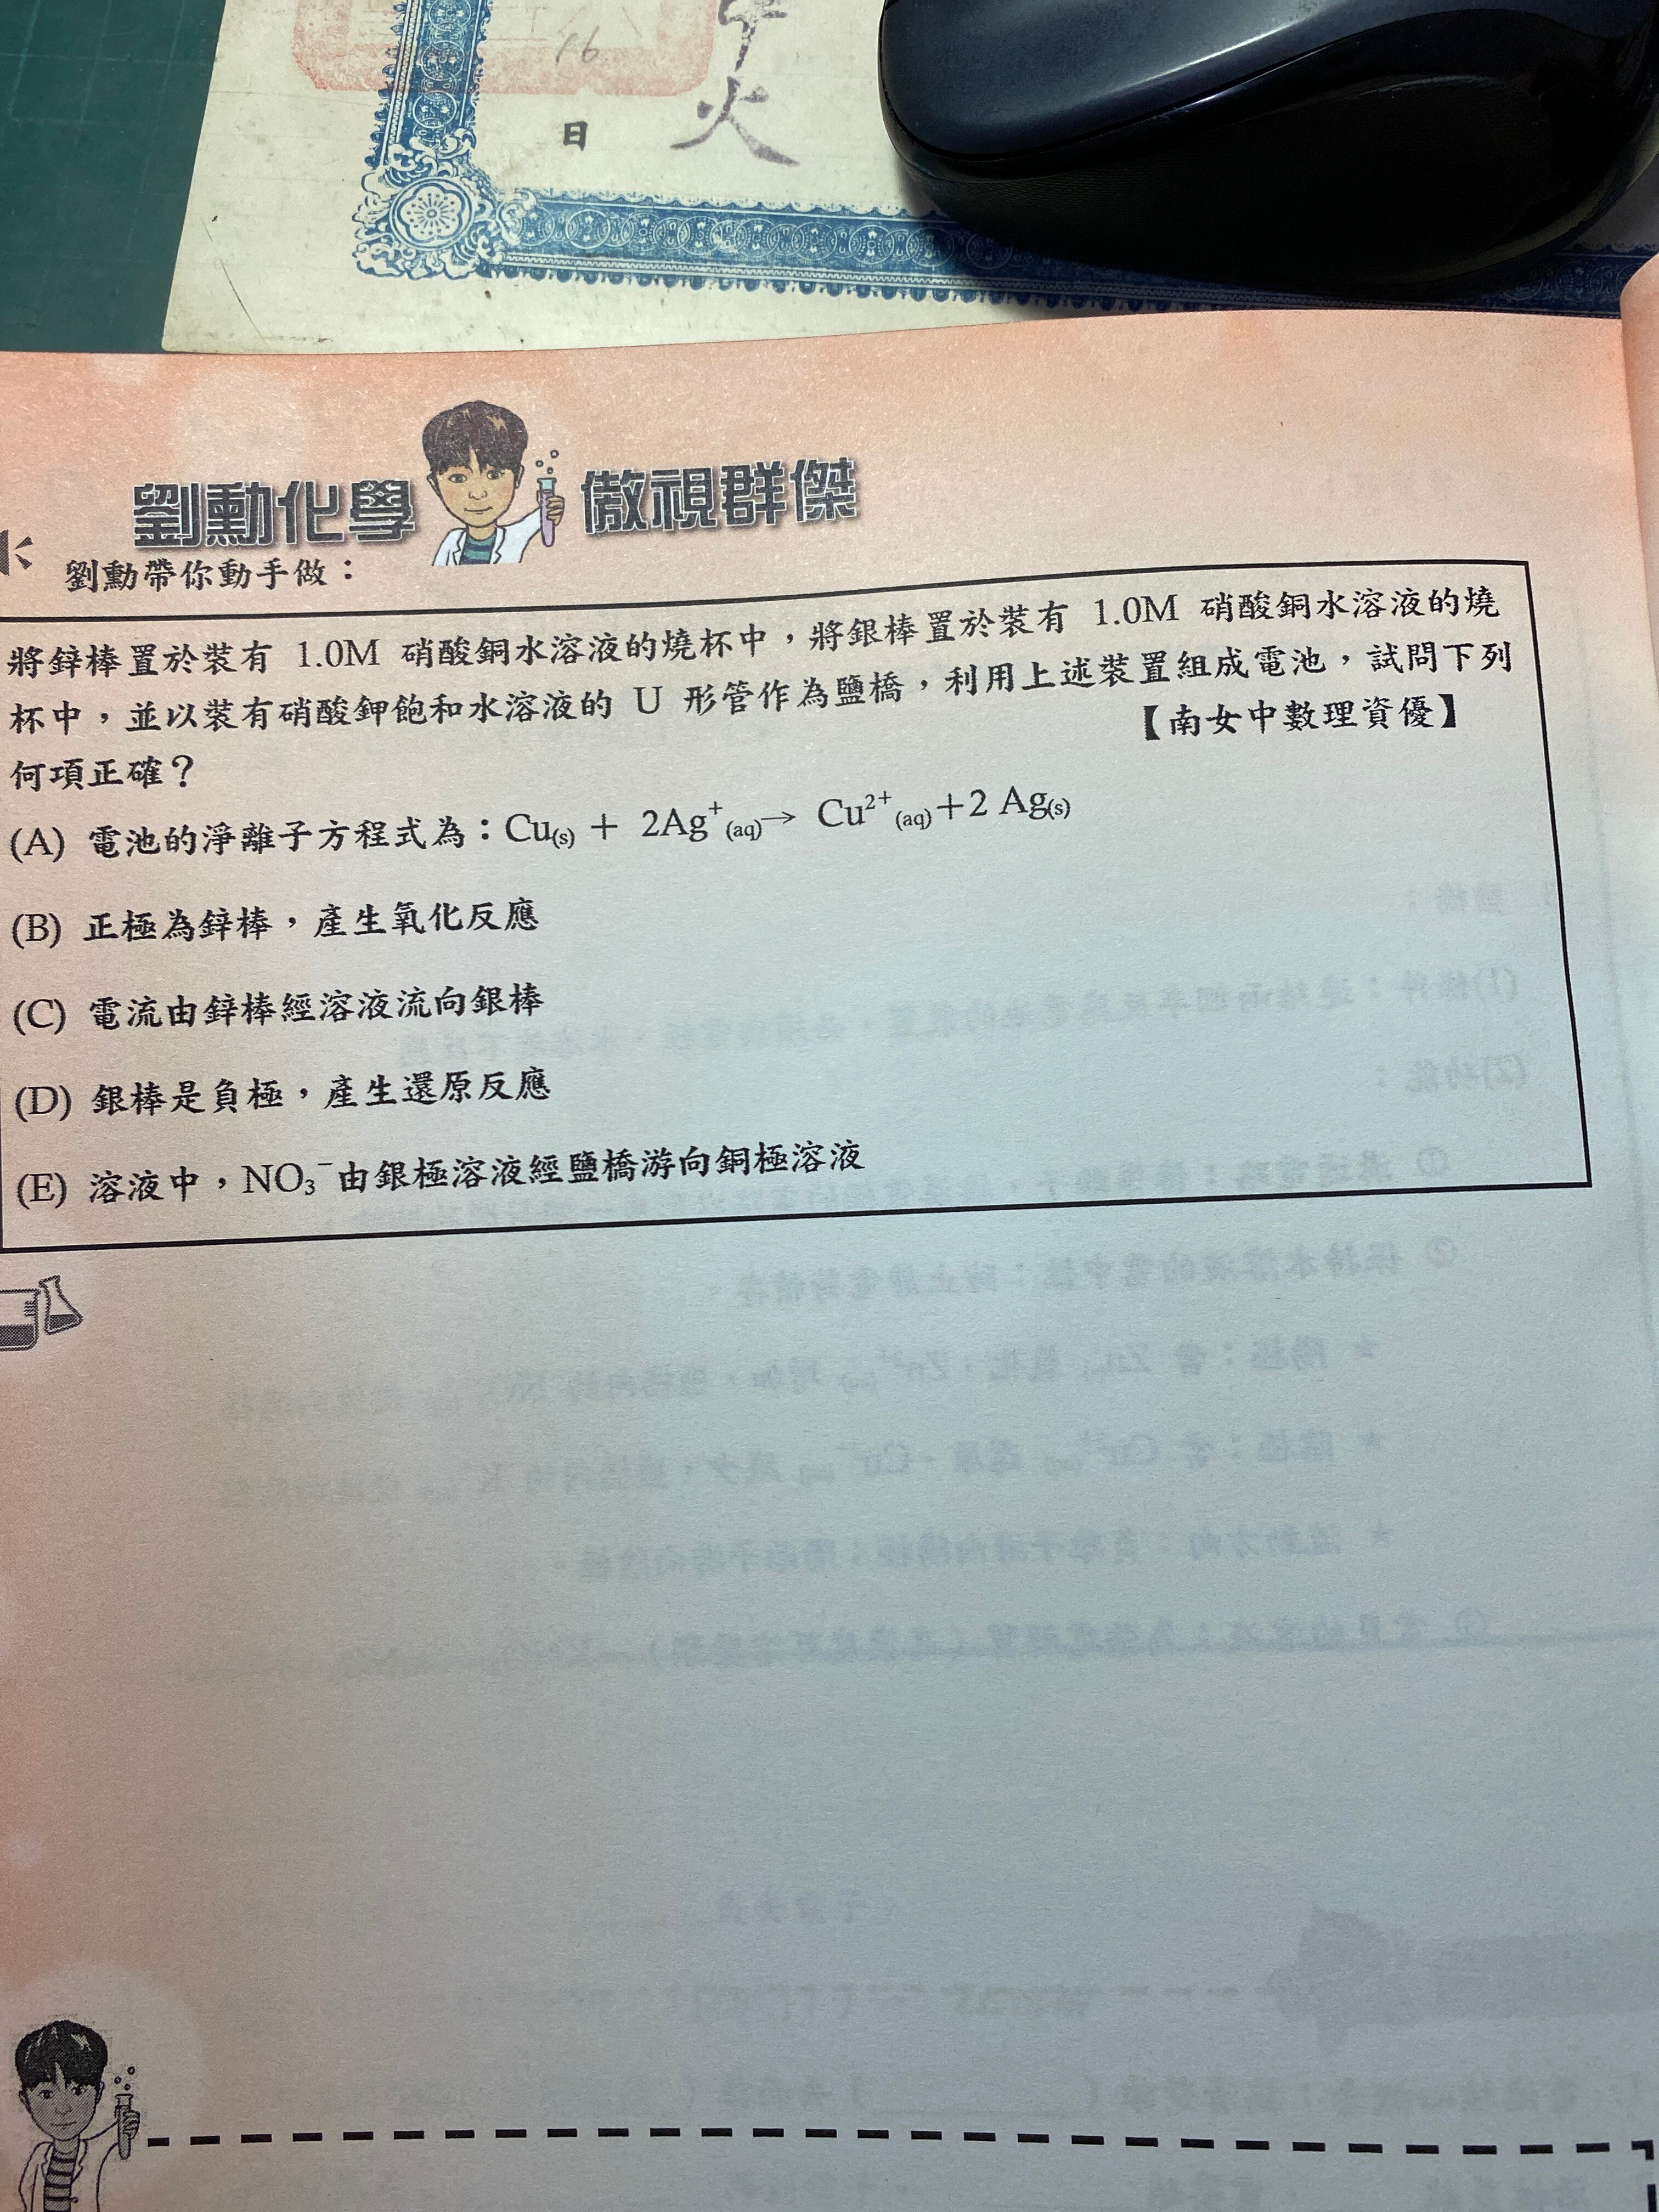 16
日
火
劉勳化學 傲視群傑
劉勳帶你動手做：
將鋅棒置於裝有 1.0M 硝酸銅水溶液的燒杯中，將銀棒置於裝有 1.0M 硝酸銅水溶液的燒
杯中，並以裝有硝酸鉀飽和水溶液的 U 形管作為鹽橋，利用上述裝置組成電池，試問下列
何項正確？
【南女中數理資優】
(A) 電池的淨離子方程式為：Cu(s) + 2Ag⁺(aq)→ Cu²⁺(aq)+2 Ag(s)
(B) 正極為鋅棒，產生氧化反應
(C) 電流由鋅棒經溶液流向銀棒
(D) 銀棒是負極，產生還原反應
(E) 溶液中，NO₃⁻由銀極溶液經鹽橋游向銅極溶液